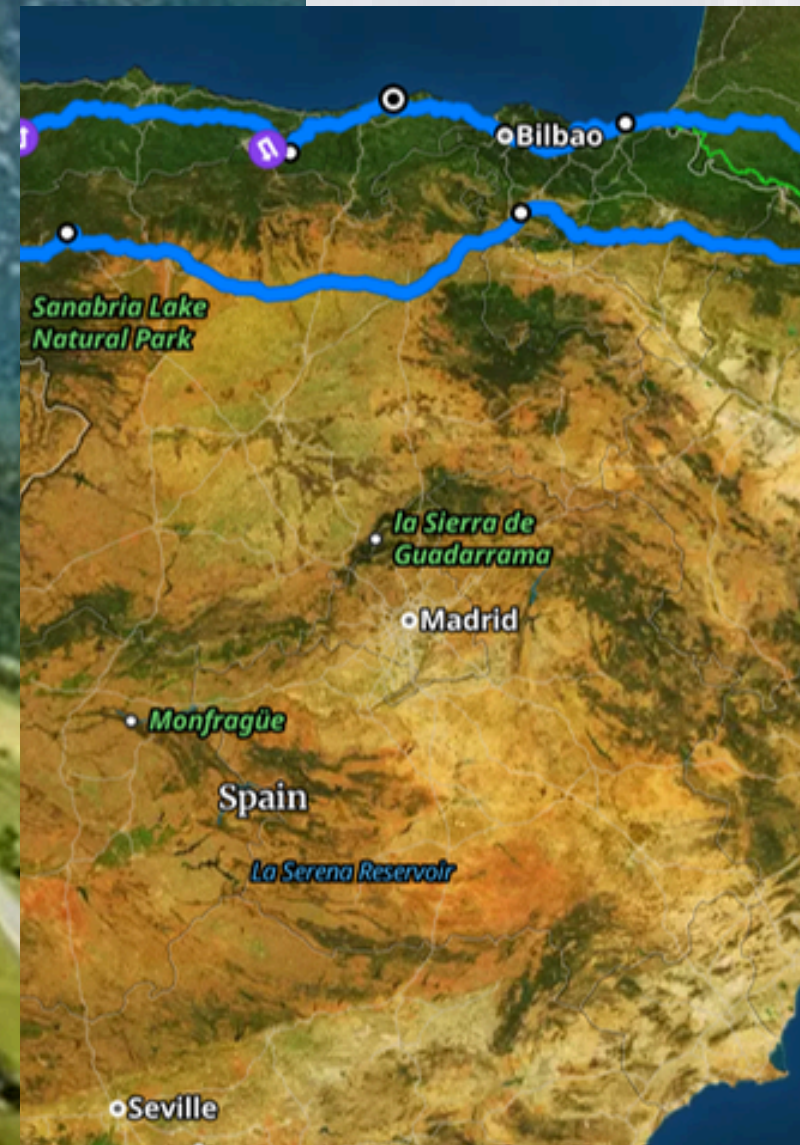 Bilbao
Sanabria Lake
Natural Park
la Sierra de
Guadarrama
Madrid
Monfragüe
Spain
La Serena Reservoir
Seville